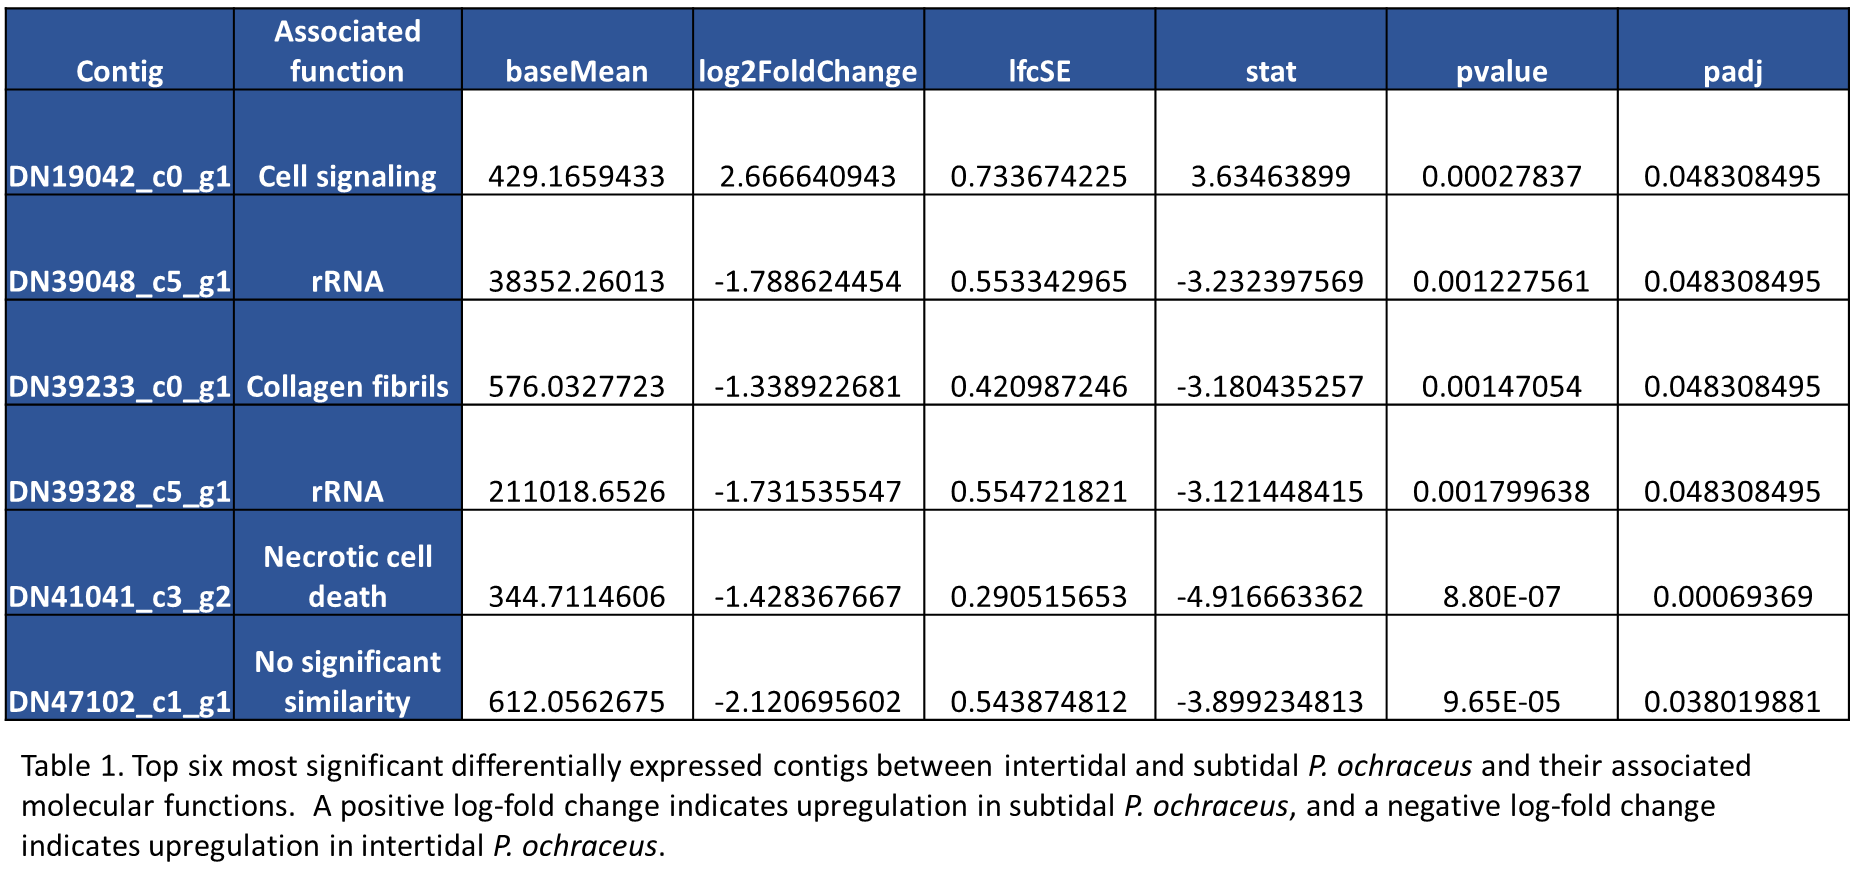 Contig Associated function baseMean log2FoldChange lfcSE stat pvalue padj
DN19042_c0_g1 Cell signaling 429.1659433 2.666640943 0.733674225 3.63463899 0.00027837 0.048308495
DN39048_c5_g1 rRNA 38352.26013 -1.788624454 0.553342965 -3.232397569 0.001227561 0.048308495
DN39233_c0_g1 Collagen fibrils 576.0327723 -1.338922681 0.420987246 -3.180435257 0.00147054 0.048308495
DN39328_c5_g1 rRNA 211018.6526 -1.731535547 0.554721821 -3.121448415 0.001799638 0.048308495
DN41041_c3_g2 Necrotic cell death 344.7114606 -1.428367667 0.290515653 -4.916663362 8.80E-07 0.00069369
DN47102_c1_g1 No significant similarity 612.0562675 -2.120695602 0.543874812 -3.899234813 9.65E-05 0.038019881
Table 1. Top six most significant differentially expressed contigs between intertidal and subtidal P. ochraceus and their associated
molecular functions. A positive log-fold change indicates upregulation in subtidal P. ochraceus, and a negative log-fold change
indicates upregulation in intertidal P. ochraceus.